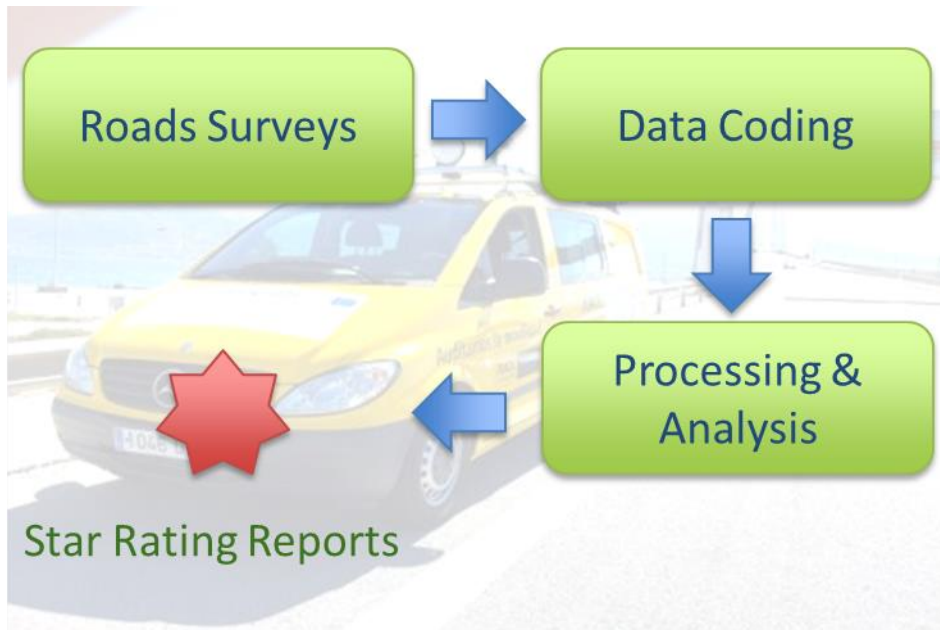 Roads Surveys
Data Coding
Processing &
Analysis
Star Rating Reports